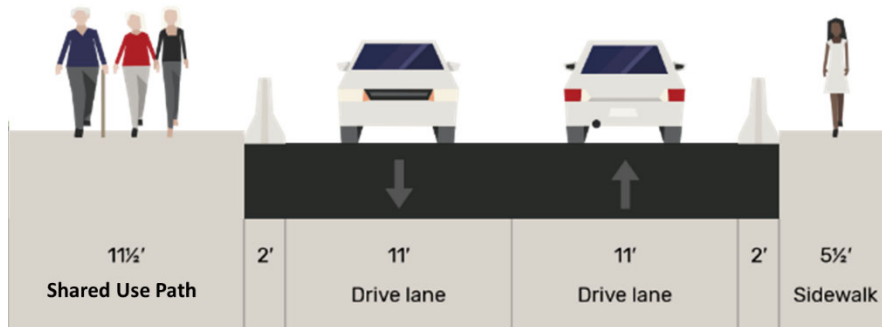 11½’ 2’ 11’ 11’ 2’ 5½’
Shared Use Path Drive lane Drive lane Sidewalk